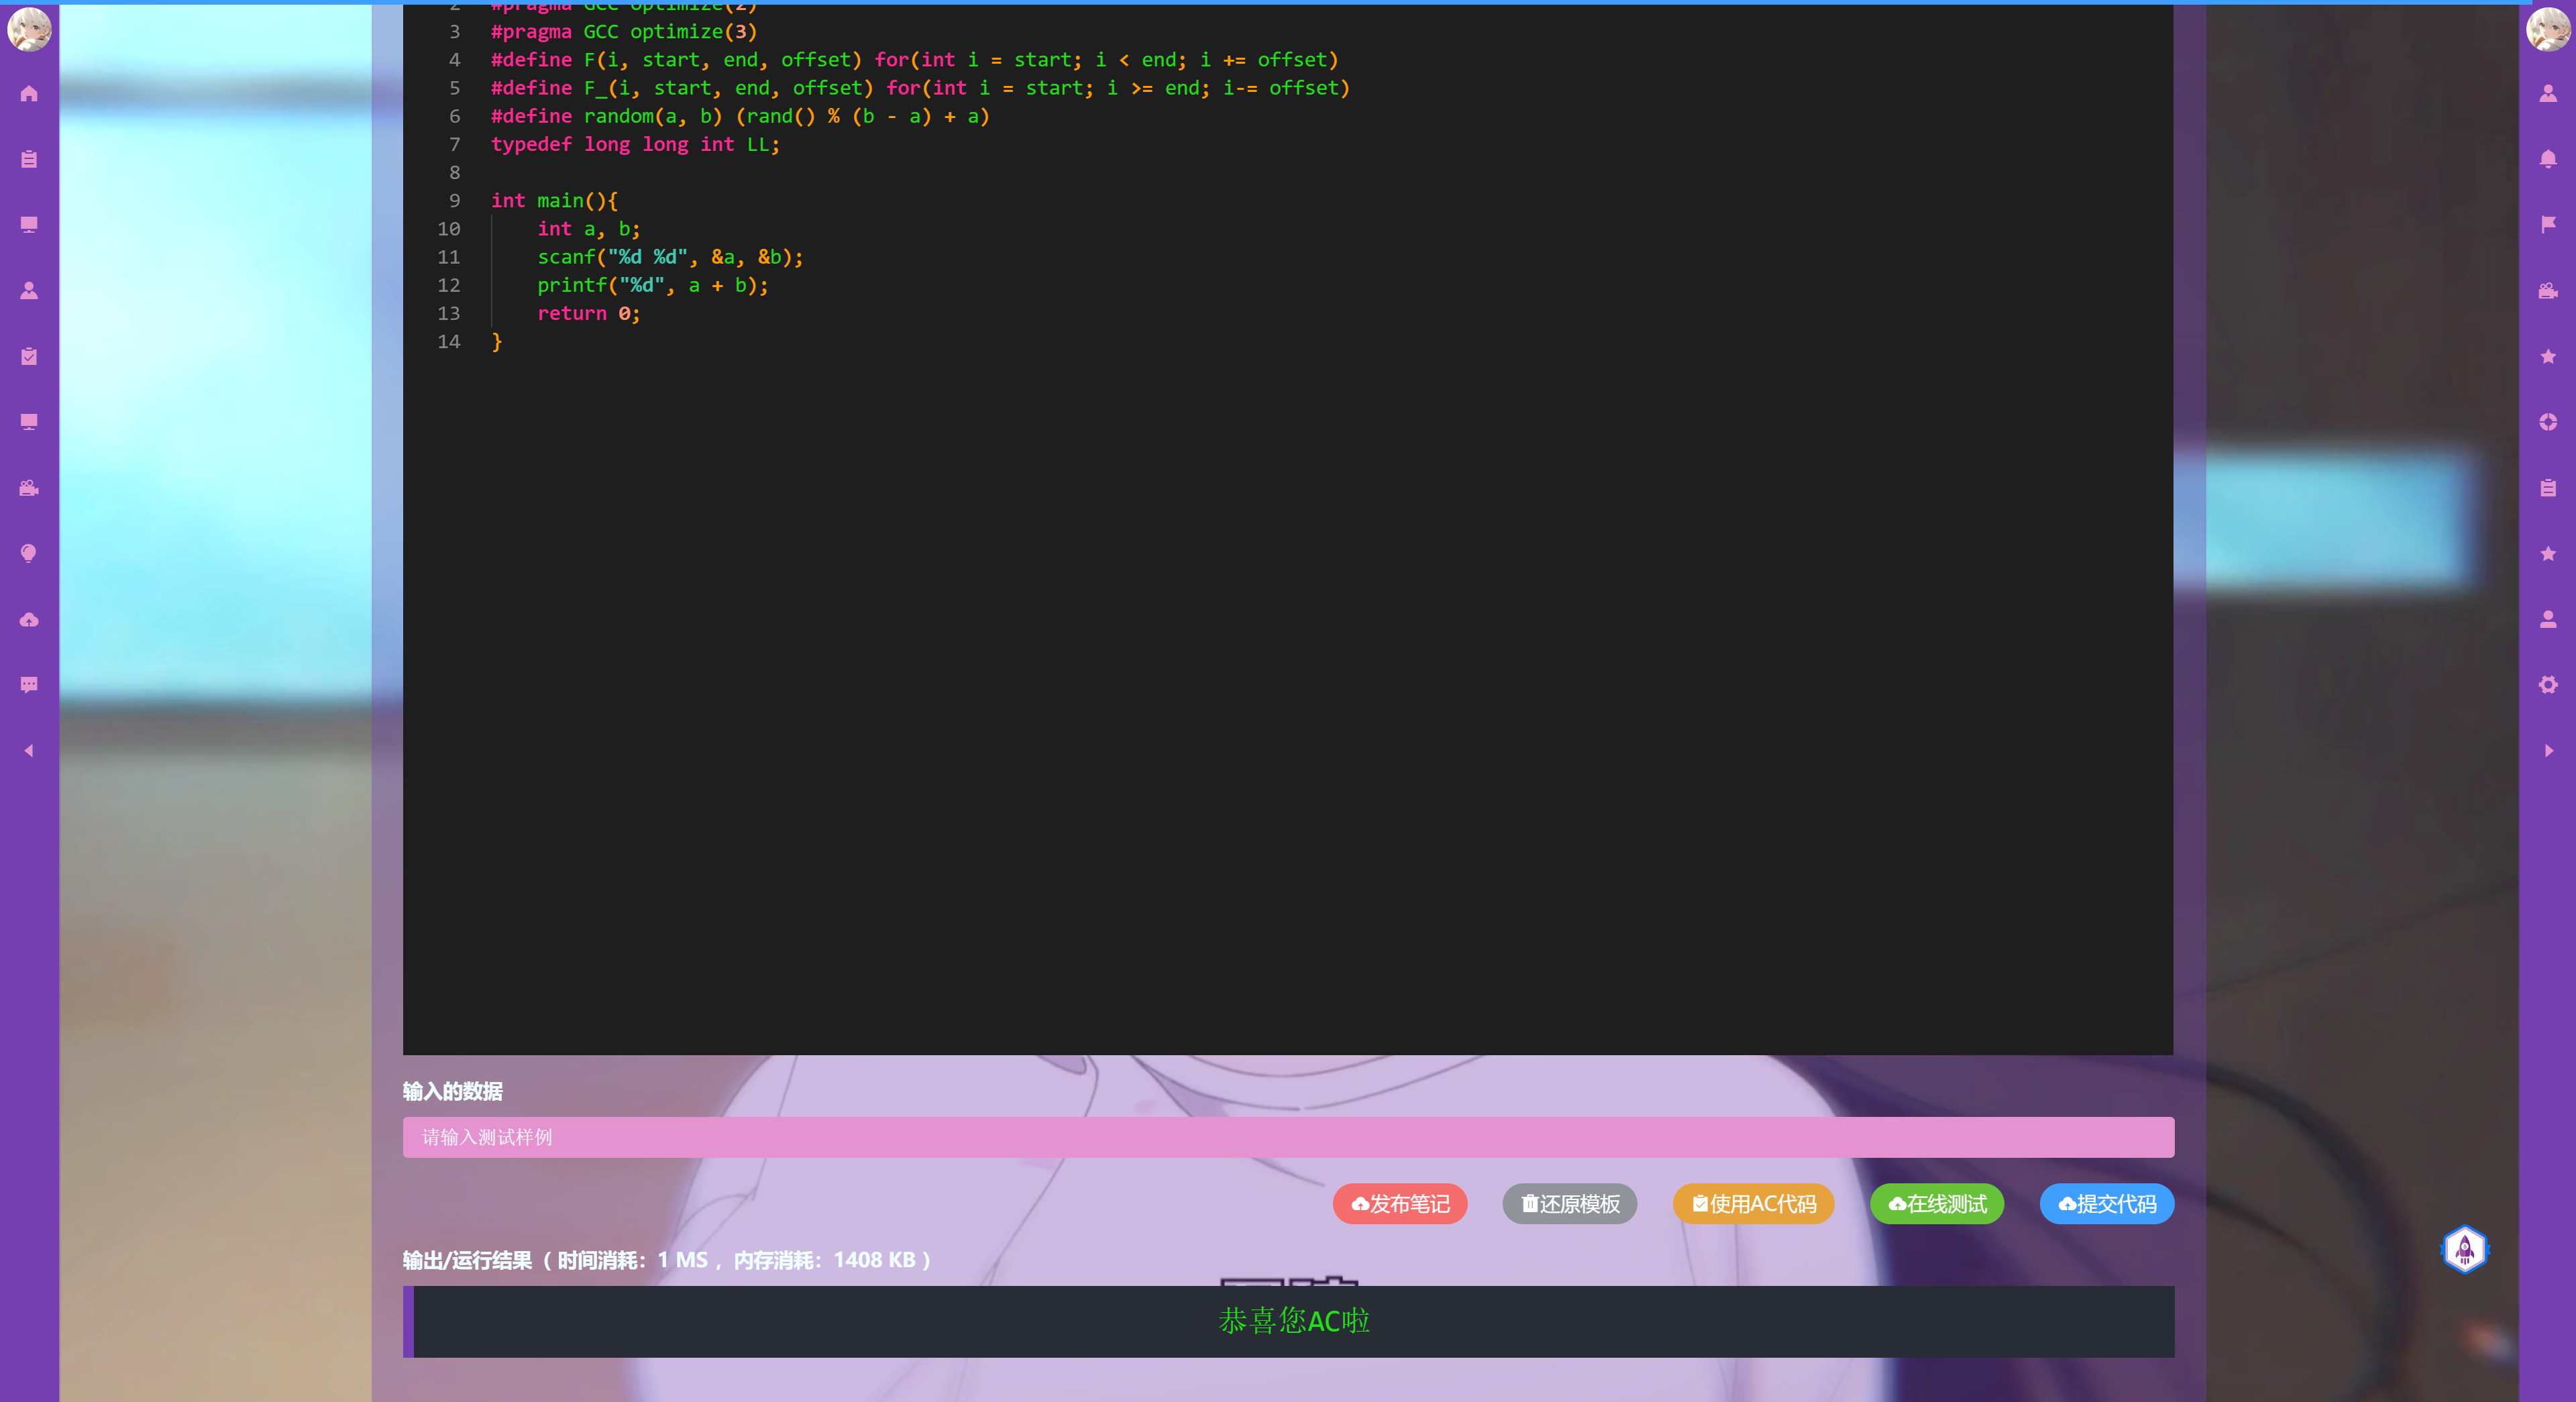 2 #pragma GCC optimize(2)
3 #pragma GCC optimize(3)
4 #define F(i, start, end, offset) for(int i = start; i < end; i += offset)
5 #define F_(i, start, end, offset) for(int i = start; i >= end; i-= offset)
6 #define random(a, b) (rand() % (b - a) + a)
7 typedef long long int LL;
8
9 int main(){
10 int a, b;
11 scanf("%d %d", &a, &b);
12 printf("%d", a + b);
13 return 0;
14 }
输入的数据
请输入测试样例
发布笔记 还原模板 使用AC代码 在线测试 提交代码
输出/运行结果（ 时间消耗：1 MS ，内存消耗：1408 KB ）
恭喜您AC啦